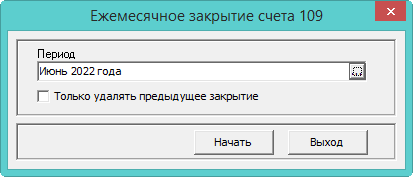 Ежемесячное закрытие счета 109
Период
Июнь 2022 года
Только удалять предыдущее закрытие
Начать
Выход